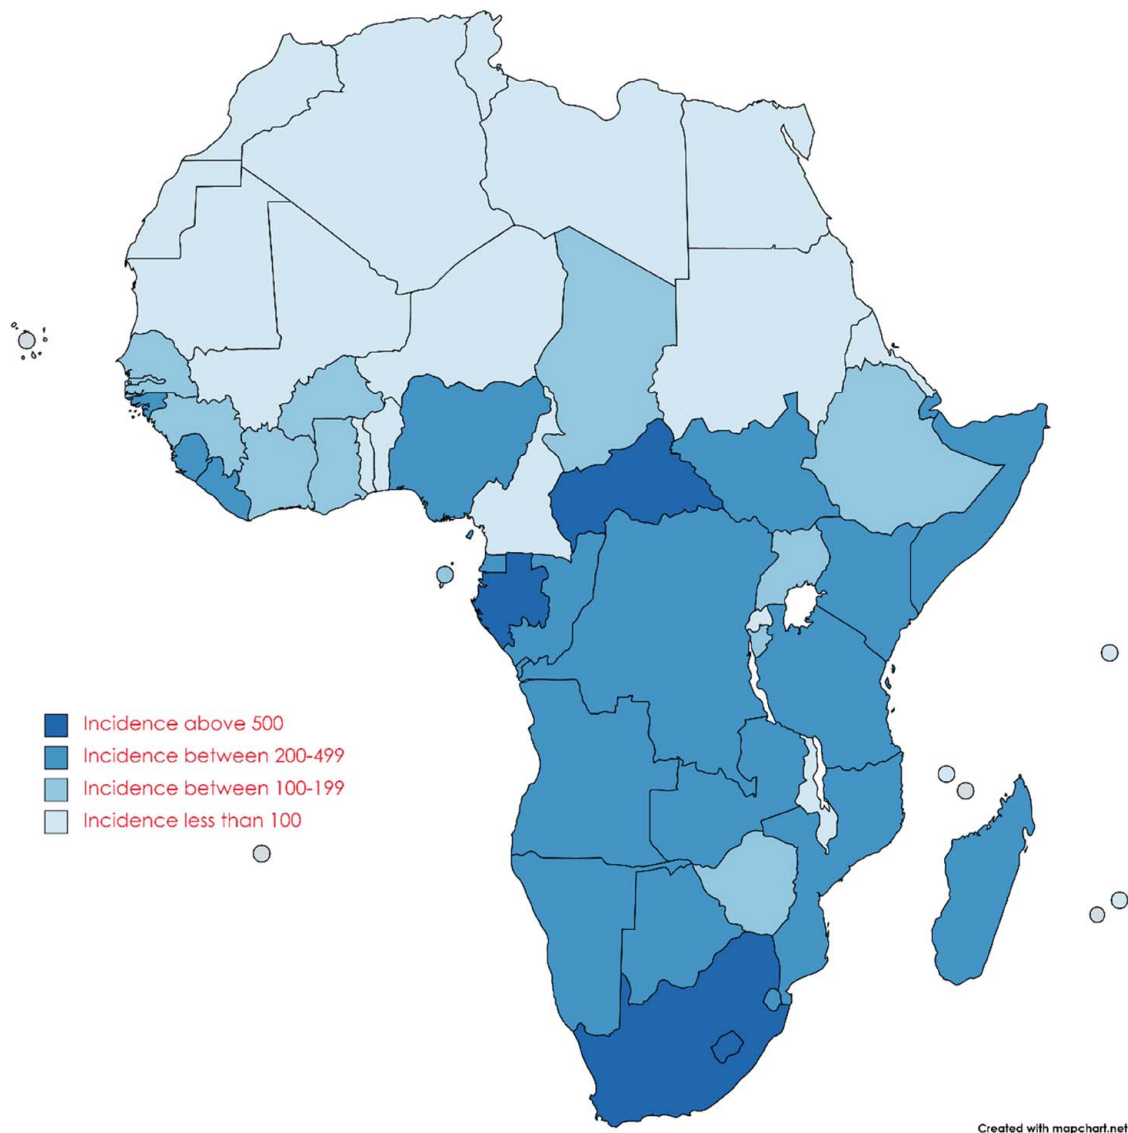 Incidence above 500
Incidence between 200-499
Incidence between 100-199
Incidence less than 100
Created with mapchart.net